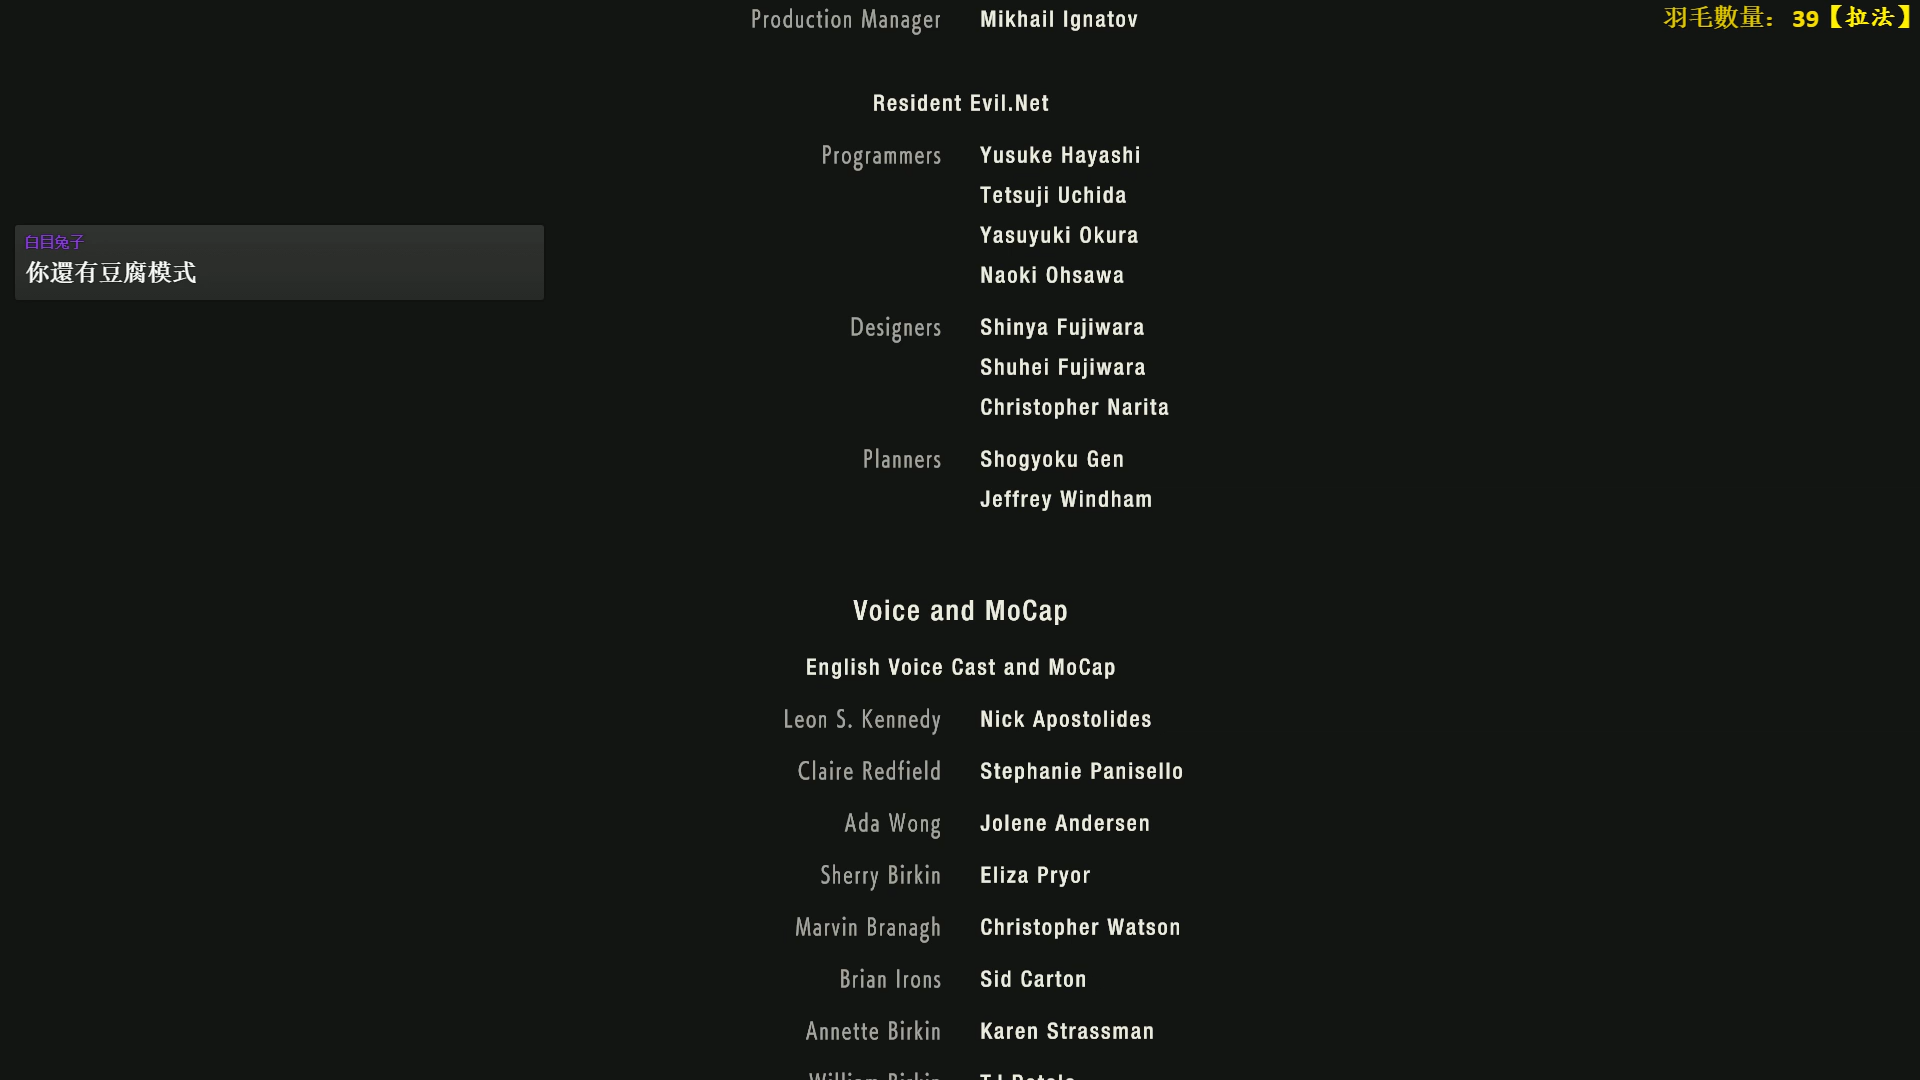 Production Manager Mikhail Ignatov
羽毛數量: 39【拉法】
Resident Evil.Net
Programmers Yusuke Hayashi
Tetsuji Uchida
Yasuyuki Okura
Naoki Ohsawa
白目兔子
你還有豆腐模式
Designers Shinya Fujiwara
Shuhei Fujiwara
Christopher Narita
Planners Shogyoku Gen
Jeffrey Windham
Voice and MoCap
English Voice Cast and MoCap
Leon S. Kennedy Nick Apostolides
Claire Redfield Stephanie Panisello
Ada Wong Jolene Andersen
Sherry Birkin Eliza Pryor
Marvin Branagh Christopher Watson
Brian Irons Sid Carton
Annette Birkin Karen Strassman